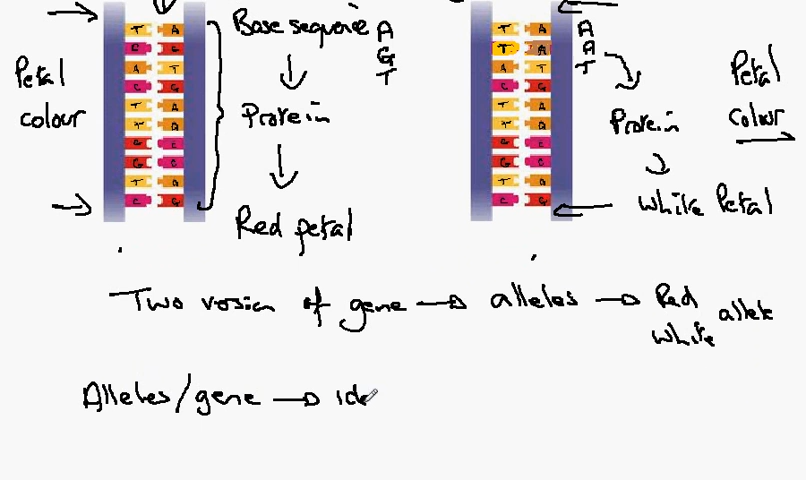 Base sequence A
G
T
Petal
colour
Protein
Red petal
T A
C G
A T
C G
T A
T A
G C
G C
T A
C G
T A
T A
A T
C G
T A
T A
G C
G C
T A
C G
A
A
T
Protein
White Petal
Petal
Colour
Two vosion of gene → alleles → Red
White allele
Alleles/gene → ide